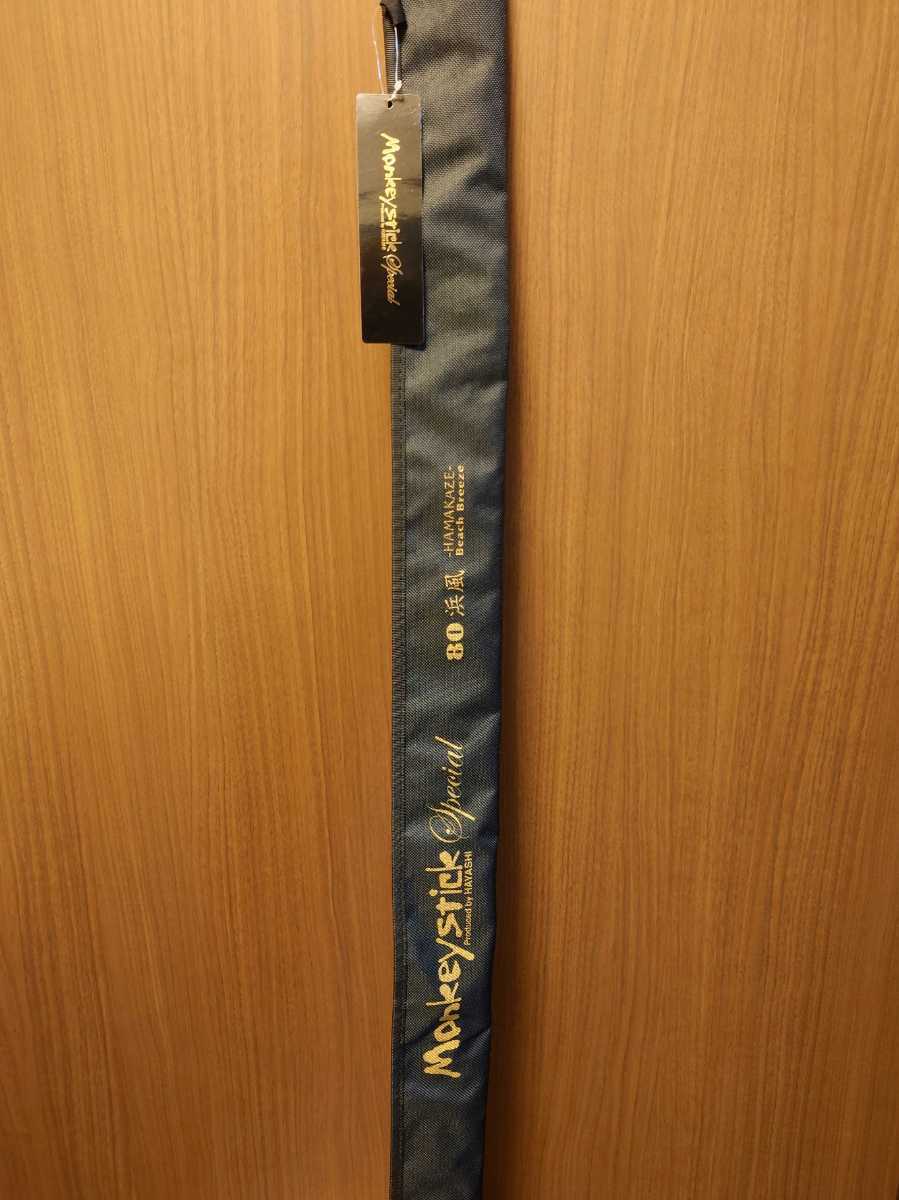 Monkeystick Special
Monkeystick Special
Produced by HAYASHI
80 浜風
-HAMAKAZE-
Beach Breeze